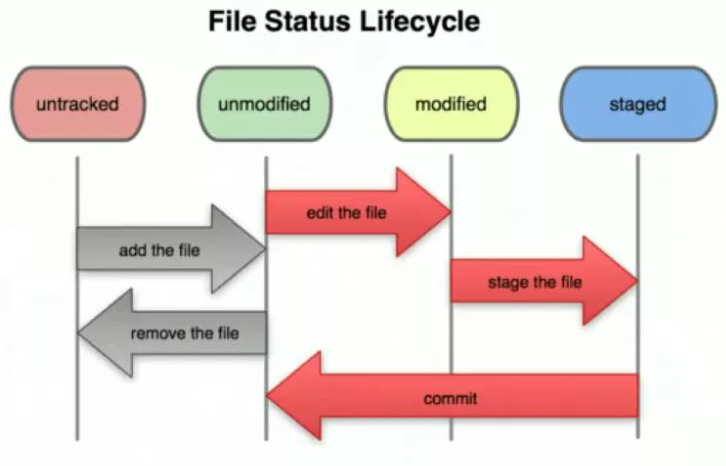 File Status Lifecycle
untracked
unmodified
modified
staged
edit the file
add the file
stage the file
remove the file
commit